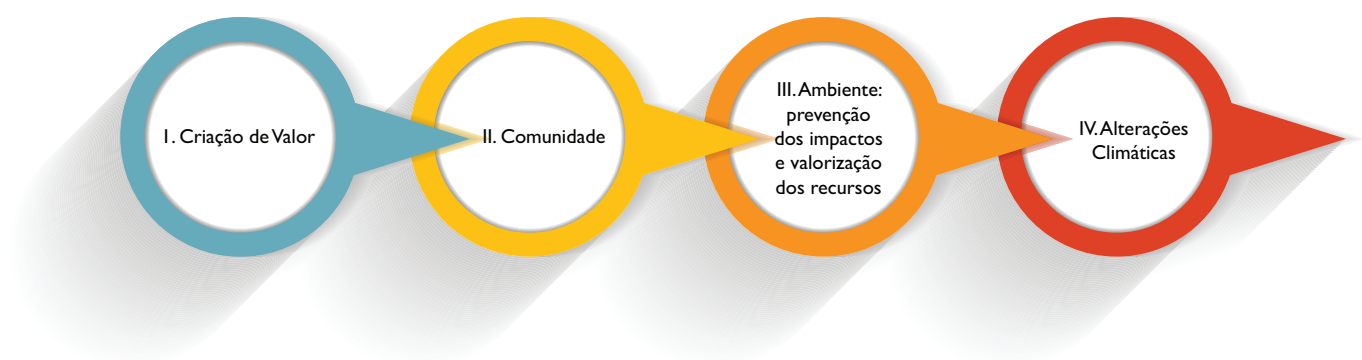 I. Criação de Valor
II. Comunidade
III. Ambiente:
prevenção
dos impactos
e valorização
dos recursos
IV. Alterações
Climáticas